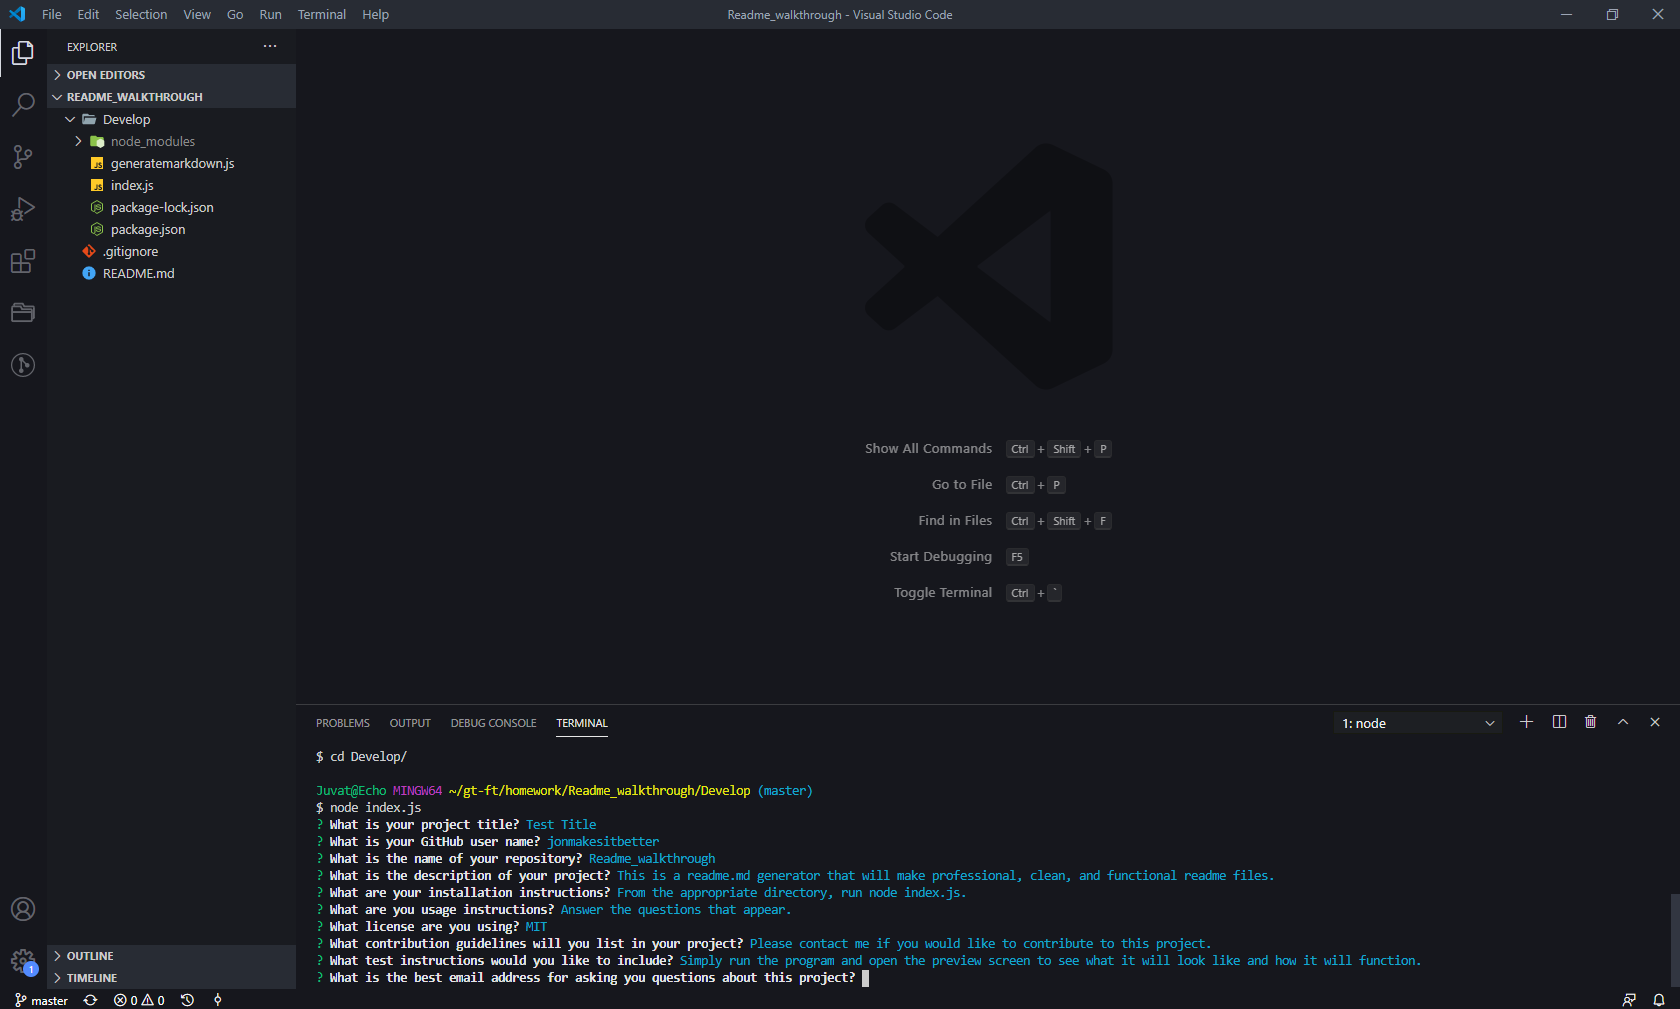 File Edit Selection View Go Run Terminal Help
Readme_walkthrough - Visual Studio Code
EXPLORER
OPEN EDITORS
README_WALKTHROUGH
Develop
node_modules
generatemarkdown.js
index.js
package-lock.json
package.json
.gitignore
README.md
Show All Commands Ctrl + Shift + P
Go to File Ctrl + P
Find in Files Ctrl + Shift + F
Start Debugging F5
Toggle Terminal Ctrl + `
PROBLEMS OUTPUT DEBUG CONSOLE TERMINAL
1: node
$ cd Develop/
Juvat@Echo MINGW64 ~/gt-ft/homework/Readme_walkthrough/Develop (master)
$ node index.js
? What is your project title? Test Title
? What is your GitHub user name? jonmakesitbetter
? What is the name of your repository? Readme_walkthrough
? What is the description of your project? This is a readme.md generator that will make professional, clean, and functional readme files.
? What are your installation instructions? From the appropriate directory, run node index.js.
? What are you usage instructions? Answer the questions that appear.
? What license are you using? MIT
? What contribution guidelines will you list in your project? Please contact me if you would like to contribute to this project.
? What test instructions would you like to include? Simply run the program and open the preview screen to see what it will look like and how it will function.
? What is the best email address for asking you questions about this project?
OUTLINE
TIMELINE
1
master 0 0